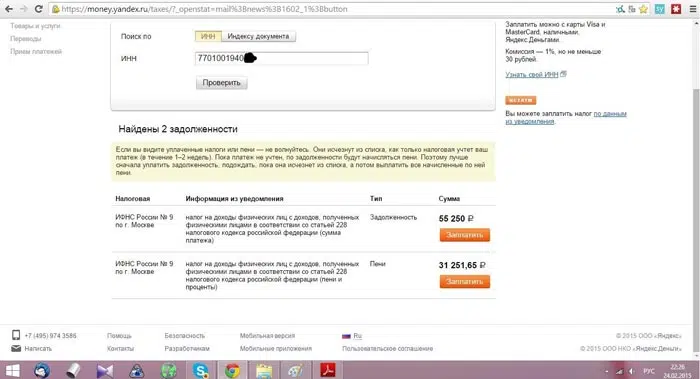 https://money.yandex.ru/taxes/?_openstat=mail%3Bnews%3B1602_1%3Bbutton
Товары и услуги
Переводы
Прием платежей
Поиск по
ИНН
Индексу документа
ИНН
7701001940
Проверить
Заплатить можно с карты Visa и
MasterCard, наличными,
Яндекс.Деньгами.
Комиссия — 1%, но не меньше
30 рублей.
Узнать свой ИНН
КСТАТИ
Вы можете заплатить налог по данным
из уведомления.
Найдены 2 задолженности
Если вы видите уплаченные налоги или пени — не волнуйтесь. Они исчезнут из списка, как только налоговая учтет ваш
платеж (в течение 1–2 недель). Пока платеж не учтен, по задолженности будут начисляться пени. Поэтому лучше
сначала уплатить задолженность, подождать, пока она исчезнет из списка, а потом выплатить все начисленные по ней
пени.
Налоговая Информация из уведомления Тип Сумма
ИФНС России № 9
по г. Москве
налог на доходы физических лиц с доходов, полученных
физическими лицами в соответствии со статьей 228
налогового кодекса российской федерации (сумма
платежа)
Задолженность
55 250 ₽
Заплатить
ИФНС России № 9
по г. Москве
налог на доходы физических лиц с доходов, полученных
физическими лицами в соответствии со статьей 228
налогового кодекса российской федерации (пени и
проценты)
Пени
31 251,65 ₽
Заплатить
+7 (495) 974 3586 Помощь Безопасность Мобильная версия Ru © 2015 ООО «Яндекс»
Написать Контакты Разработчикам Мобильные приложения Пользовательское соглашение © 2015 ООО НКО «Яндекс.Деньги»
РУС
22:26
24.02.2015